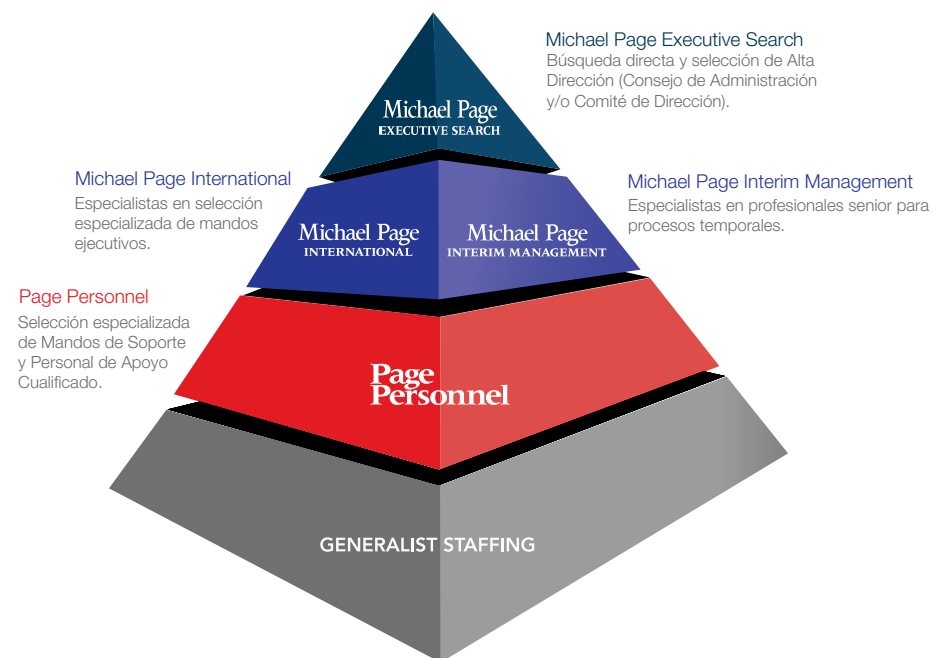 Michael Page Executive Search
Búsqueda directa y selección de Alta
Dirección (Consejo de Administración
y/o Comité de Dirección).
Michael Page
EXECUTIVE SEARCH
Michael Page International
Especialistas en selección
especializada de mandos
ejecutivos.
Michael Page
INTERNATIONAL
Michael Page
INTERIM MANAGEMENT
Michael Page Interim Management
Especialistas en profesionales senior para
procesos temporales.
Page Personnel
Selección especializada
de Mandos de Soporte
y Personal de Apoyo
Cualificado.
Page
Personnel
GENERALIST STAFFING